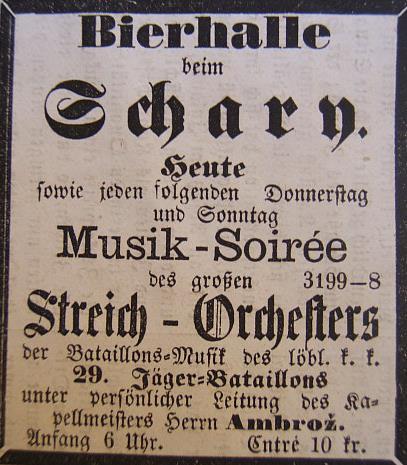 Bierhalle
beim
Schary.
Heute
sowie jeden folgenden Donnerstag
und Sonntag
Musik-Soirée
des großen 3199—8
Streich - Orchesters
der Bataillons-Musik des löbl. k. k.
29. Jäger-Bataillons
unter persönlicher Leitung des Ka-
pellmeisters Herrn Ambrož.
Anfang 6 Uhr. Entré 10 kr.